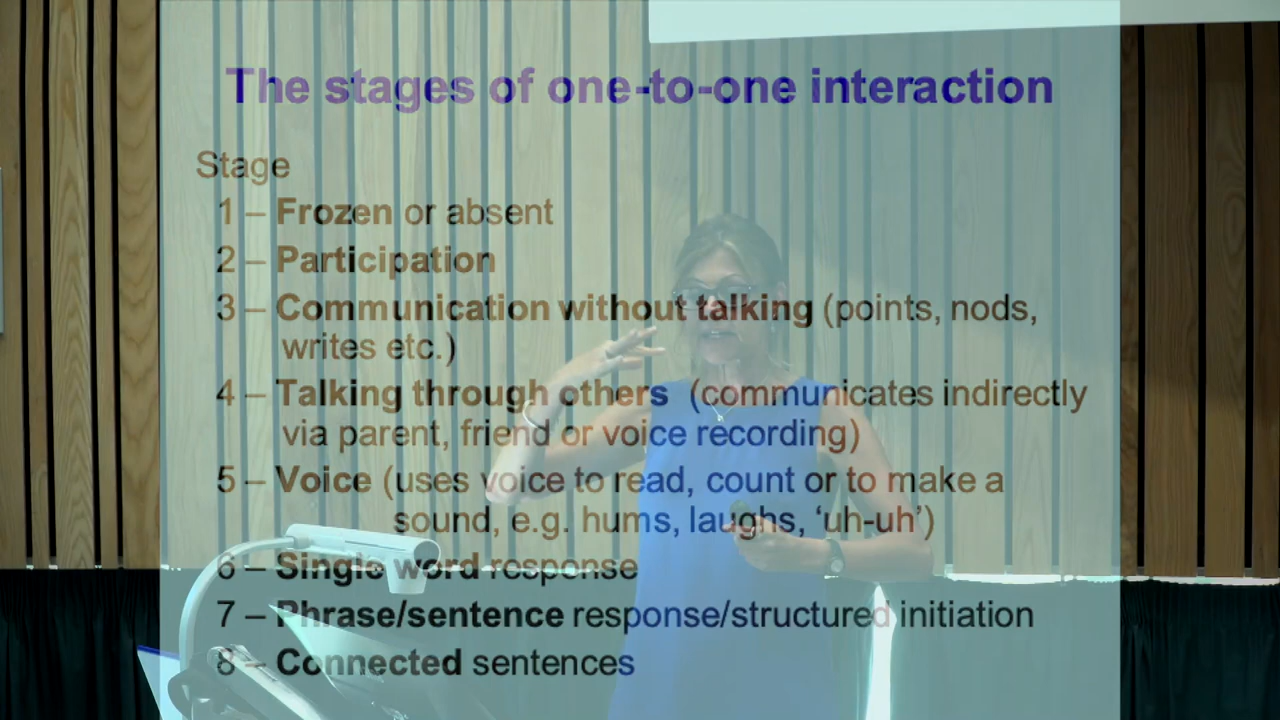 The stages of one-to-one interaction
Stage
1 – Frozen or absent
2 – Participation
3 – Communication without talking (points, nods,
writes etc.)
4 – Talking through others (communicates indirectly
via parent, friend or voice recording)
5 – Voice (uses voice to read, count or to make a
sound, e.g. hums, laughs, ‘uh-uh’)
6 – Single word response
7 – Phrase/sentence response/structured initiation
8 – Connected sentences